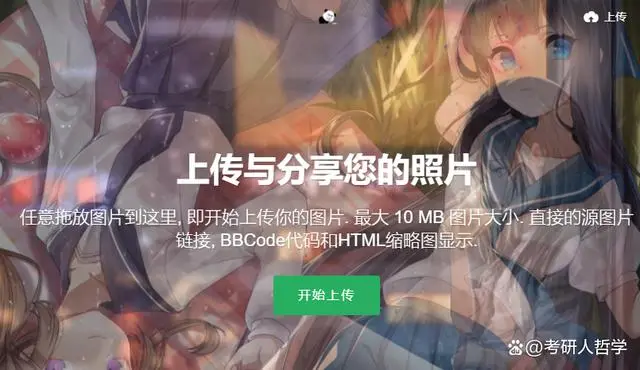 上传
上传与分享您的照片
任意拖放图片到这里, 即开始上传你的图片. 最大 10 MB 图片大小. 直接的源图片
链接, BBCode代码和HTML缩略图显示.
开始上传
@考研人哲学